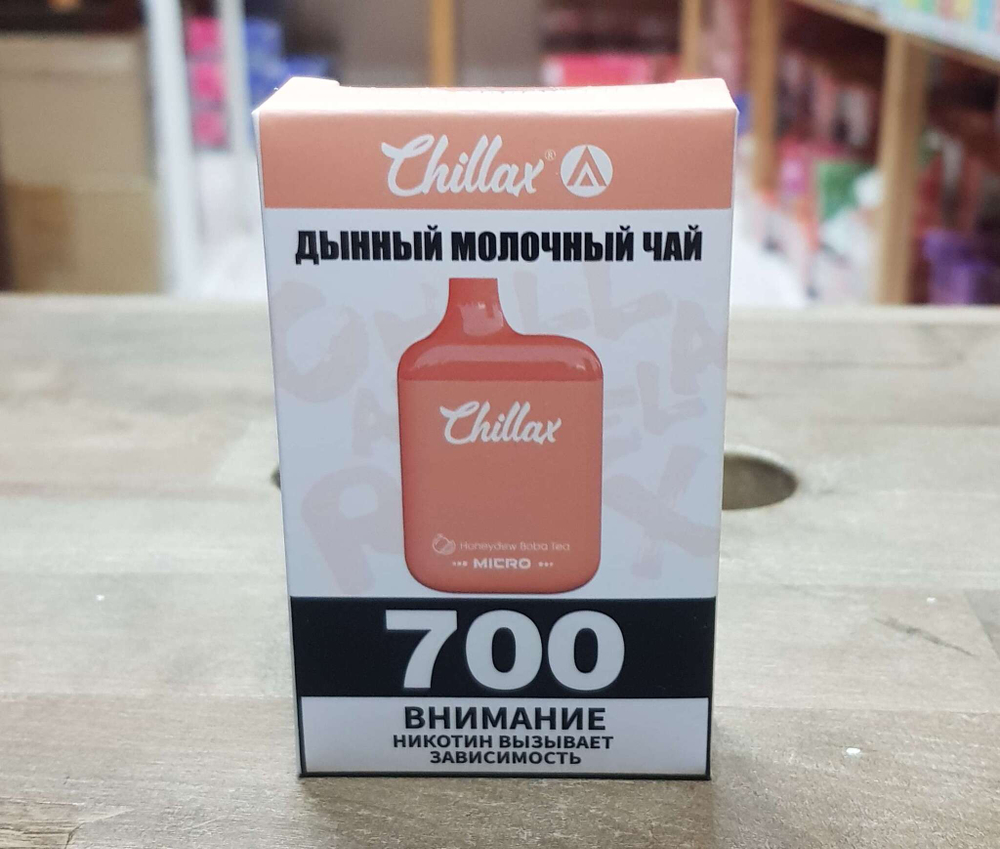 Chillax®
ДЫННЫЙ МОЛОЧНЫЙ ЧАЙ
Chillax
Honeydew Boba Tea
MICRO
700
ВНИМАНИЕ
НИКОТИН ВЫЗЫВАЕТ
ЗАВИСИМОСТЬ